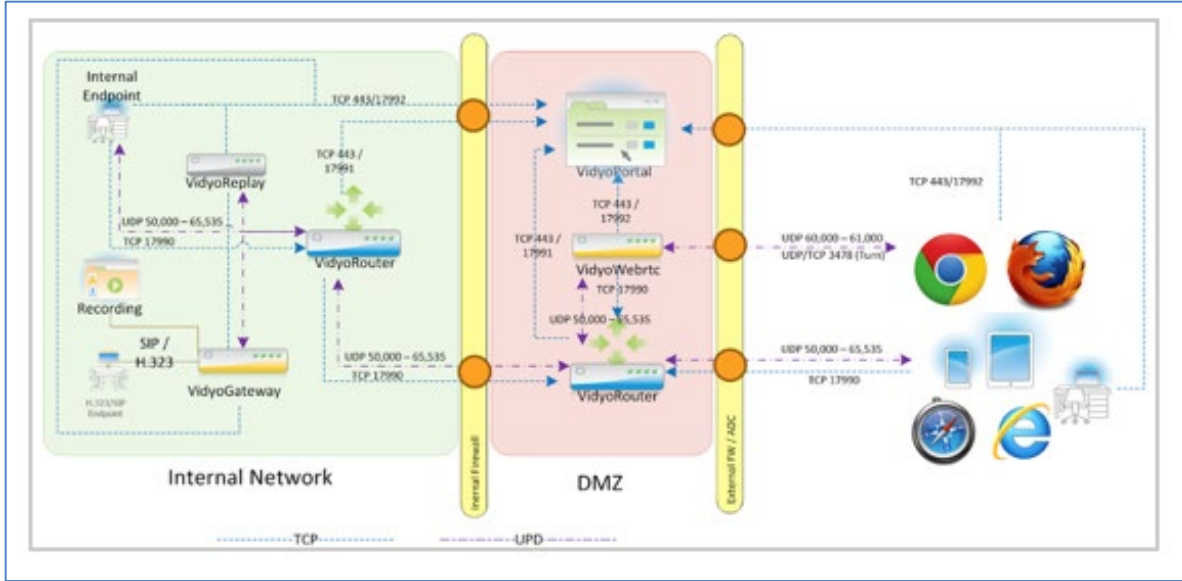 Internal
Endpoint
TCP 443/17992
TCP 443 /
17991
VidyoReplay
UDP 50,000 – 65,535
TCP 17990
VidyoRouter
Recording
SIP /
H.323
VidyoGateway
H.323/SIP
Endpoint
UDP 50,000 – 65,535
TCP 17990
Internal Network
Inernal Firewall
VidyoPortal
TCP 443 /
17992
TCP 443 /
17991
VidyoWebrtc
TCP 17990
UDP 50,000 – 65,535
VidyoRouter
DMZ
External FW / ADC
TCP 443/17992
UDP 60,000 – 61,000
UDP/TCP 3478 (Turn)
UDP 50,000 – 65,535
TCP 17990
TCP
UPD